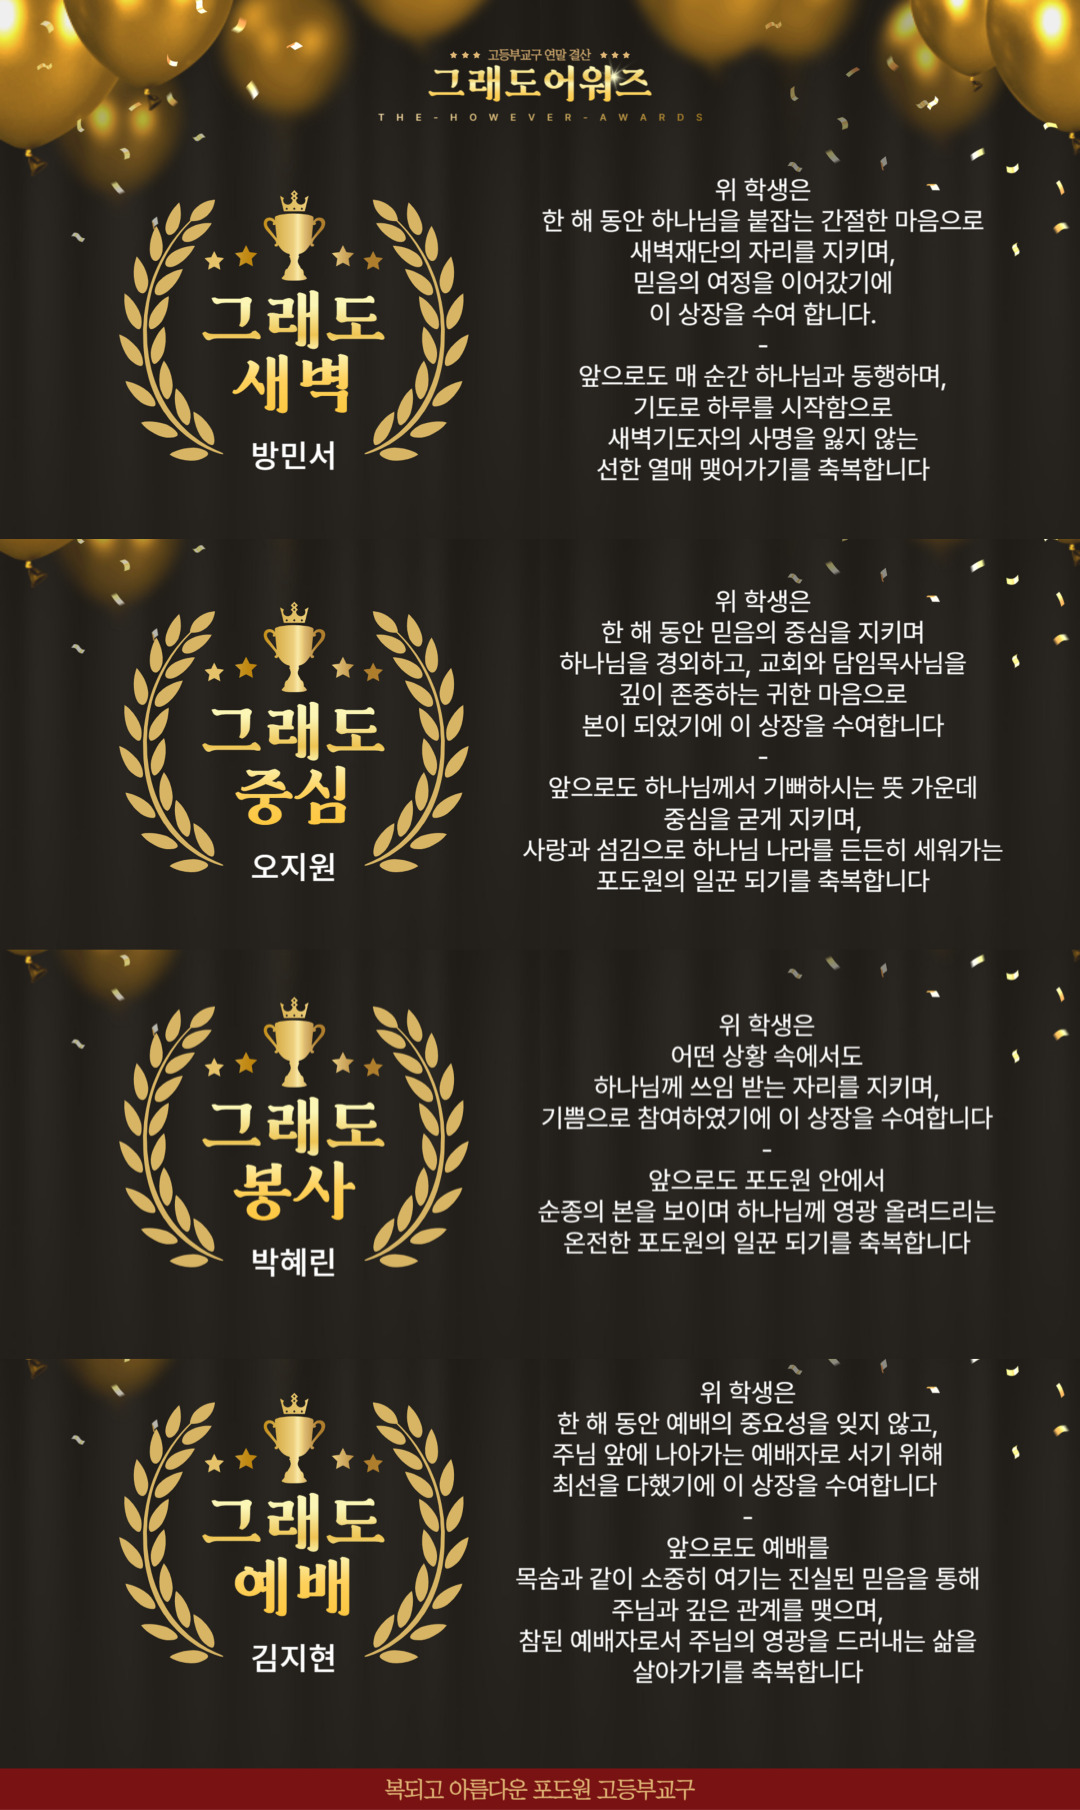 ★★★ 고등부교구 연말 결산 ★★★
그래도어워즈
THE-HOWEVER-AWARDS
그래도
새벽
방민서
위 학생은
한 해 동안 하나님을 붙잡는 간절한 마음으로
새벽재단의 자리를 지키며,
믿음의 여정을 이어갔기에
이 상장을 수여 합니다.
-
앞으로도 매 순간 하나님과 동행하며,
기도로 하루를 시작함으로
새벽기도자의 사명을 잃지 않는
선한 열매 맺어가기를 축복합니다
그래도
중심
오지원
위 학생은
한 해 동안 믿음의 중심을 지키며
하나님을 경외하고, 교회와 담임목사님을
깊이 존중하는 귀한 마음으로
본이 되었기에 이 상장을 수여합니다
-
앞으로도 하나님께서 기뻐하시는 뜻 가운데
중심을 굳게 지키며,
사랑과 섬김으로 하나님 나라를 든든히 세워가는
포도원의 일꾼 되기를 축복합니다
그래도
봉사
박혜린
위 학생은
어떤 상황 속에서도
하나님께 쓰임 받는 자리를 지키며,
기쁨으로 참여하였기에 이 상장을 수여합니다
-
앞으로도 포도원 안에서
순종의 본을 보이며 하나님께 영광 올려드리는
온전한 포도원의 일꾼 되기를 축복합니다
그래도
예배
김지현
위 학생은
한 해 동안 예배의 중요성을 잊지 않고,
주님 앞에 나아가는 예배자로 서기 위해
최선을 다했기에 이 상장을 수여합니다
-
앞으로도 예배를
목숨과 같이 소중히 여기는 진실된 믿음을 통해
주님과 깊은 관계를 맺으며,
참된 예배자로서 주님의 영광을 드러내는 삶을
살아가기를 축복합니다
복되고 아름다운 포도원 고등부교구